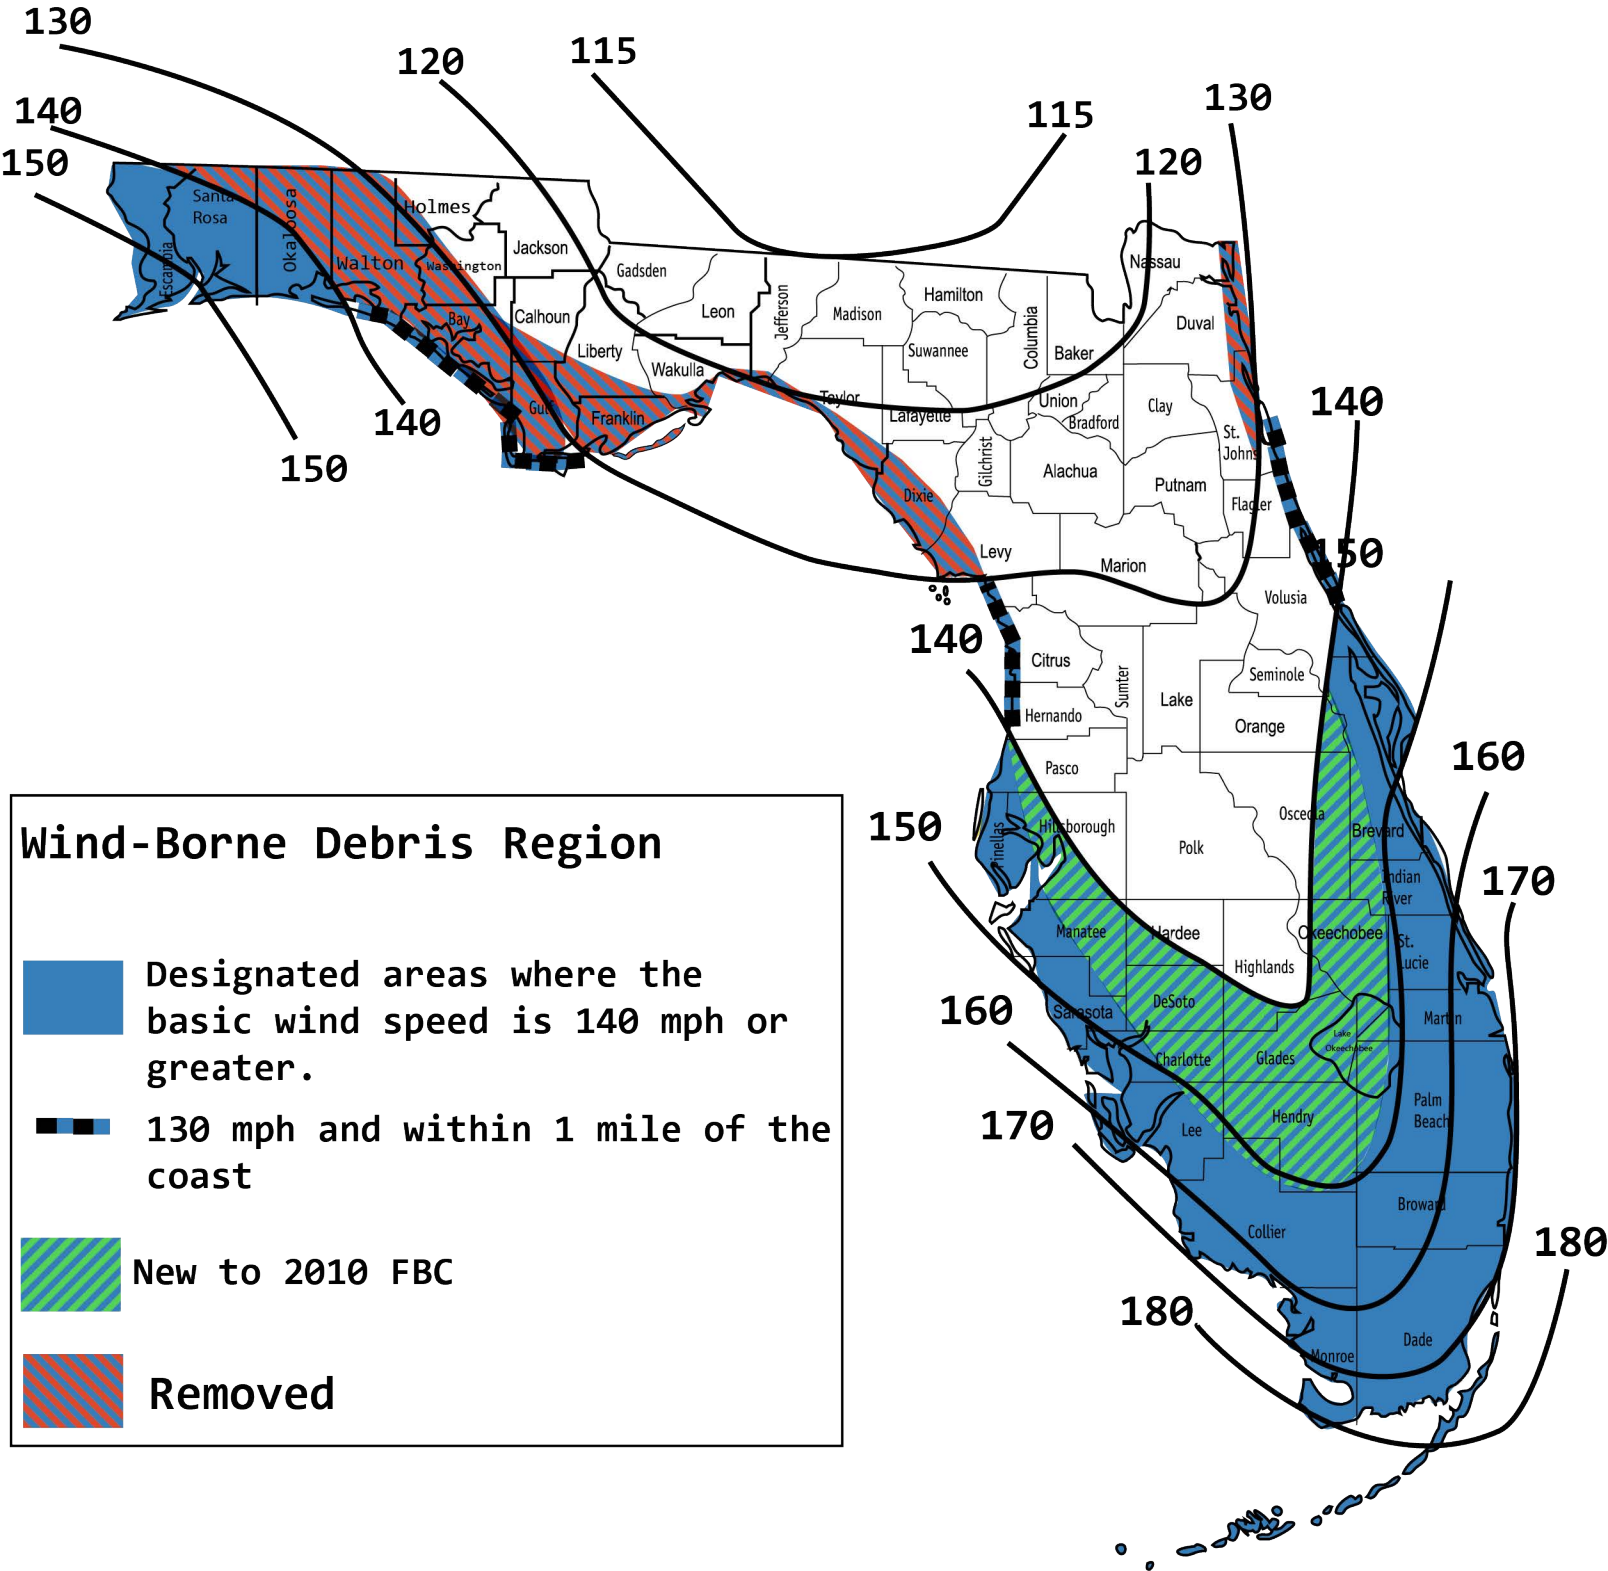 130
120
115
130
115
140
120
150
Santa
Rosa
Okaloosa
Escambia
Walton
Holmes
Washington
Jackson
Bay
Calhoun
Gulf
Liberty
Franklin
Gadsden
Leon
Wakulla
Jefferson
Madison
Taylor
Hamilton
Suwannee
Lafayette
Columbia
Baker
Nassau
Duval
Union
Bradford
Clay
St.
Johns
Gilchrist
Alachua
Putnam
Flagler
Dixie
Levy
Marion
Volusia
140
150
140
150
140
Citrus
Sumter
Lake
Seminole
Orange
Hernando
Pasco
Pinellas
Hillsborough
Polk
Osceola
Brevard
Indian
River
Manatee
Hardee
Highlands
Okeechobee
St.
Lucie
Sarasota
DeSoto
Lake
Okeechobee
Martin
Charlotte
Glades
Lee
Hendry
Palm
Beach
Collier
Broward
Monroe
Dade
150
160
170
160
170
180
180
Wind-Borne Debris Region
Designated areas where the
basic wind speed is 140 mph or
greater.
130 mph and within 1 mile of the
coast
New to 2010 FBC
Removed